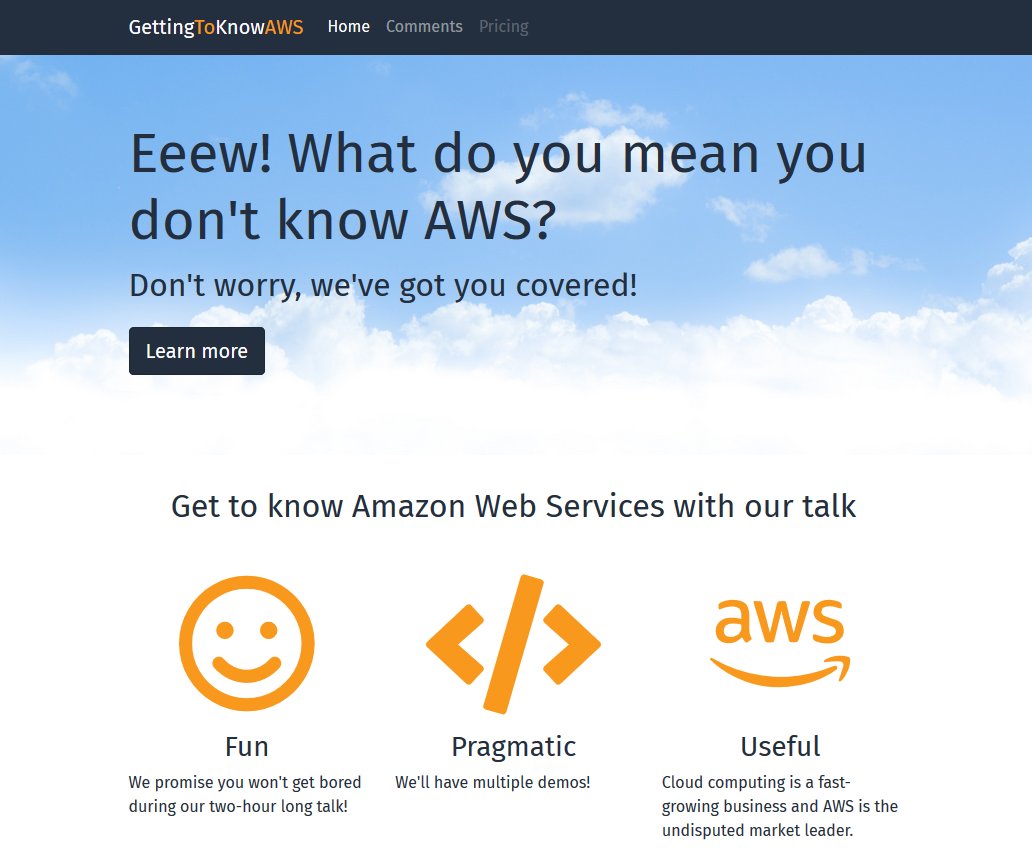 GettingToKnowAWS Home Comments Pricing
Eeew! What do you mean you
don't know AWS?
Don't worry, we've got you covered!
Learn more
Get to know Amazon Web Services with our talk
aws
Fun
We promise you won't get bored
during our two-hour long talk!
Pragmatic
We'll have multiple demos!
Useful
Cloud computing is a fast-
growing business and AWS is the
undisputed market leader.